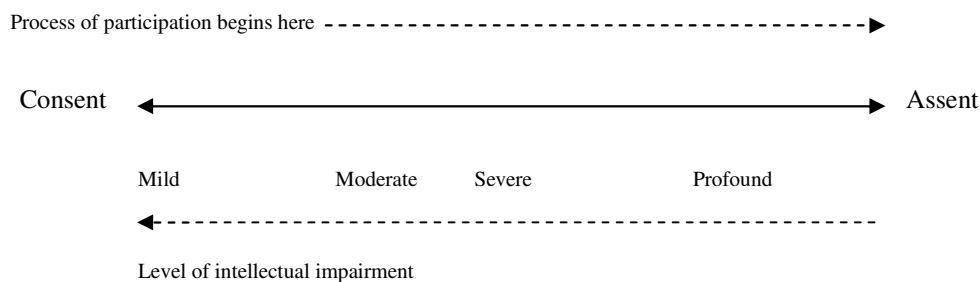 Process of participation begins here
Consent Assent
Mild Moderate Severe Profound
Level of intellectual impairment